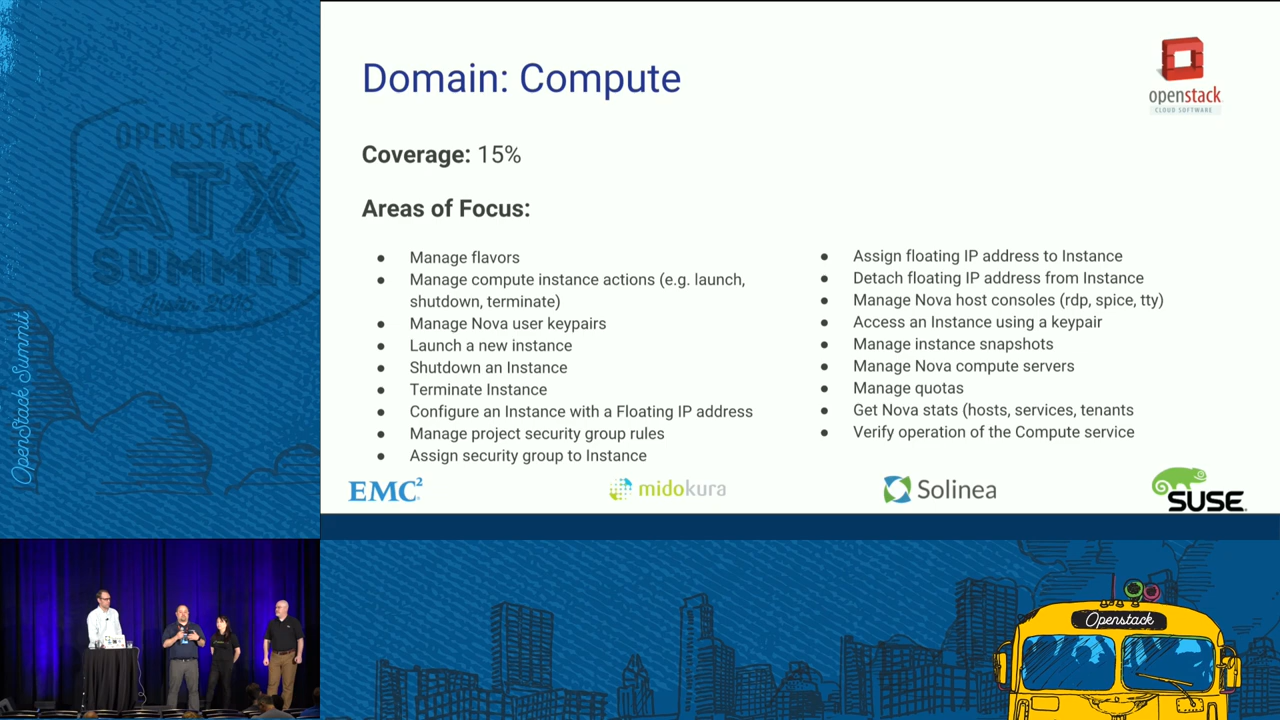 OPENSTACK
ATX
SUMMIT
Austin 2016
OpenStack Summit
Domain: Compute
openstack
CLOUD SOFTWARE
Coverage: 15%
Areas of Focus:
● Manage flavors
● Manage compute instance actions (e.g. launch,
shutdown, terminate)
● Manage Nova user keypairs
● Launch a new instance
● Shutdown an Instance
● Terminate Instance
● Configure an Instance with a Floating IP address
● Manage project security group rules
● Assign security group to Instance
● Assign floating IP address to Instance
● Detach floating IP address from Instance
● Manage Nova host consoles (rdp, spice, tty)
● Access an Instance using a keypair
● Manage instance snapshots
● Manage Nova compute servers
● Manage quotas
● Get Nova stats (hosts, services, tenants
● Verify operation of the Compute service
EMC²
midokura
Solinea
SUSE
Openstack